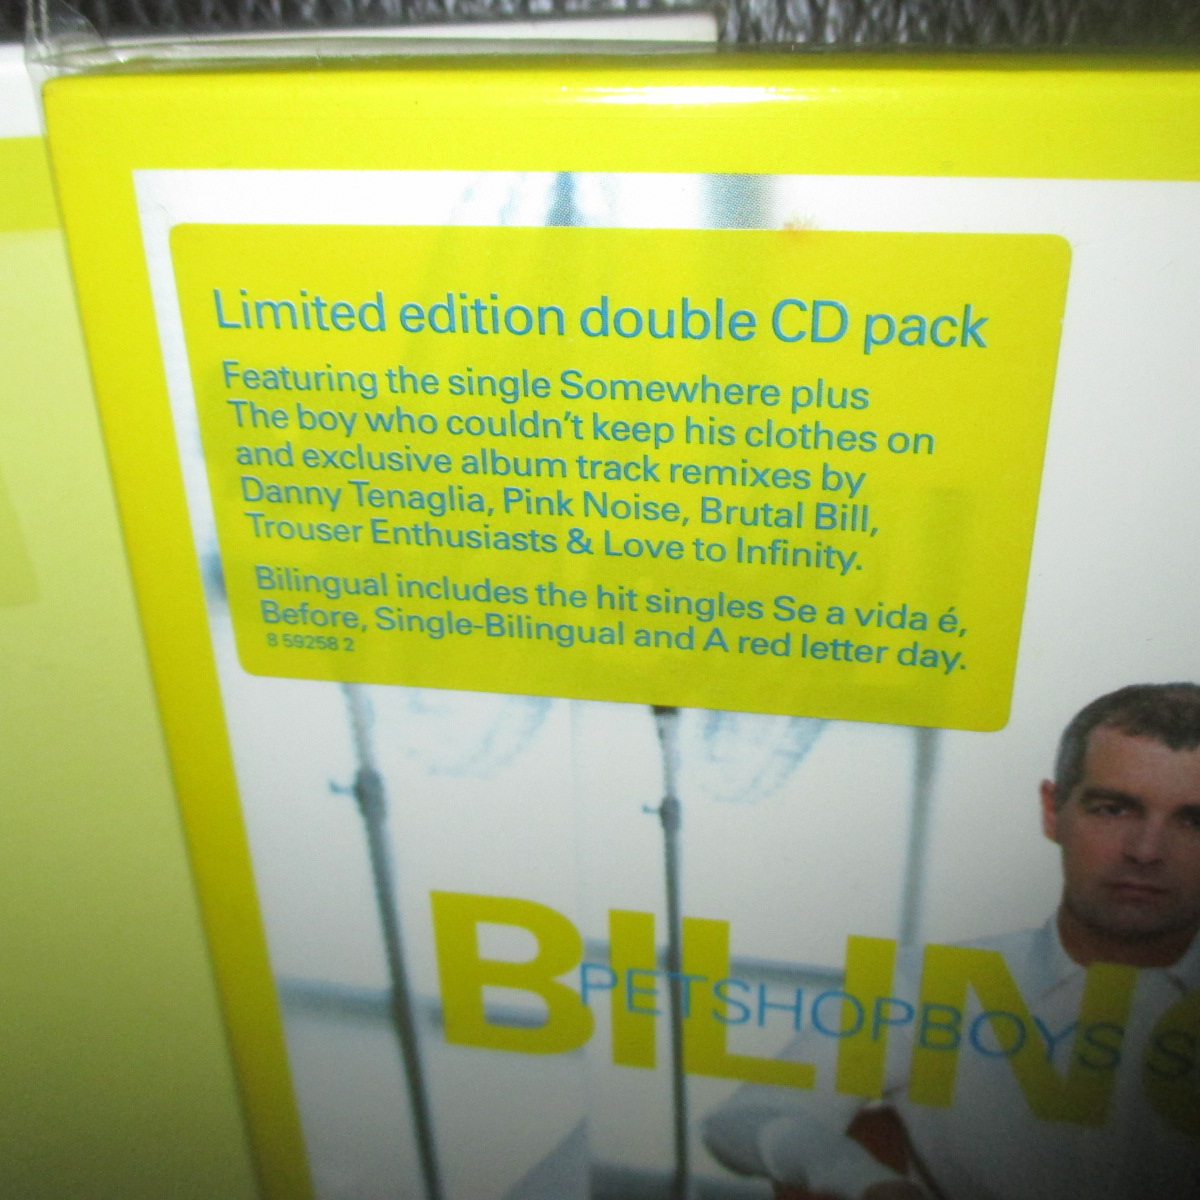 Limited edition double CD pack
Featuring the single Somewhere plus
The boy who couldn't keep his clothes on
and exclusive album track remixes by
Danny Tenaglia, Pink Noise, Brutal Bill,
Trouser Enthusiasts & Love to Infinity.
Bilingual includes the hit singles Se a vida é,
Before, Single-Bilingual and A red letter day.
8 59258 2
BILING
PETSHOPBOYS S